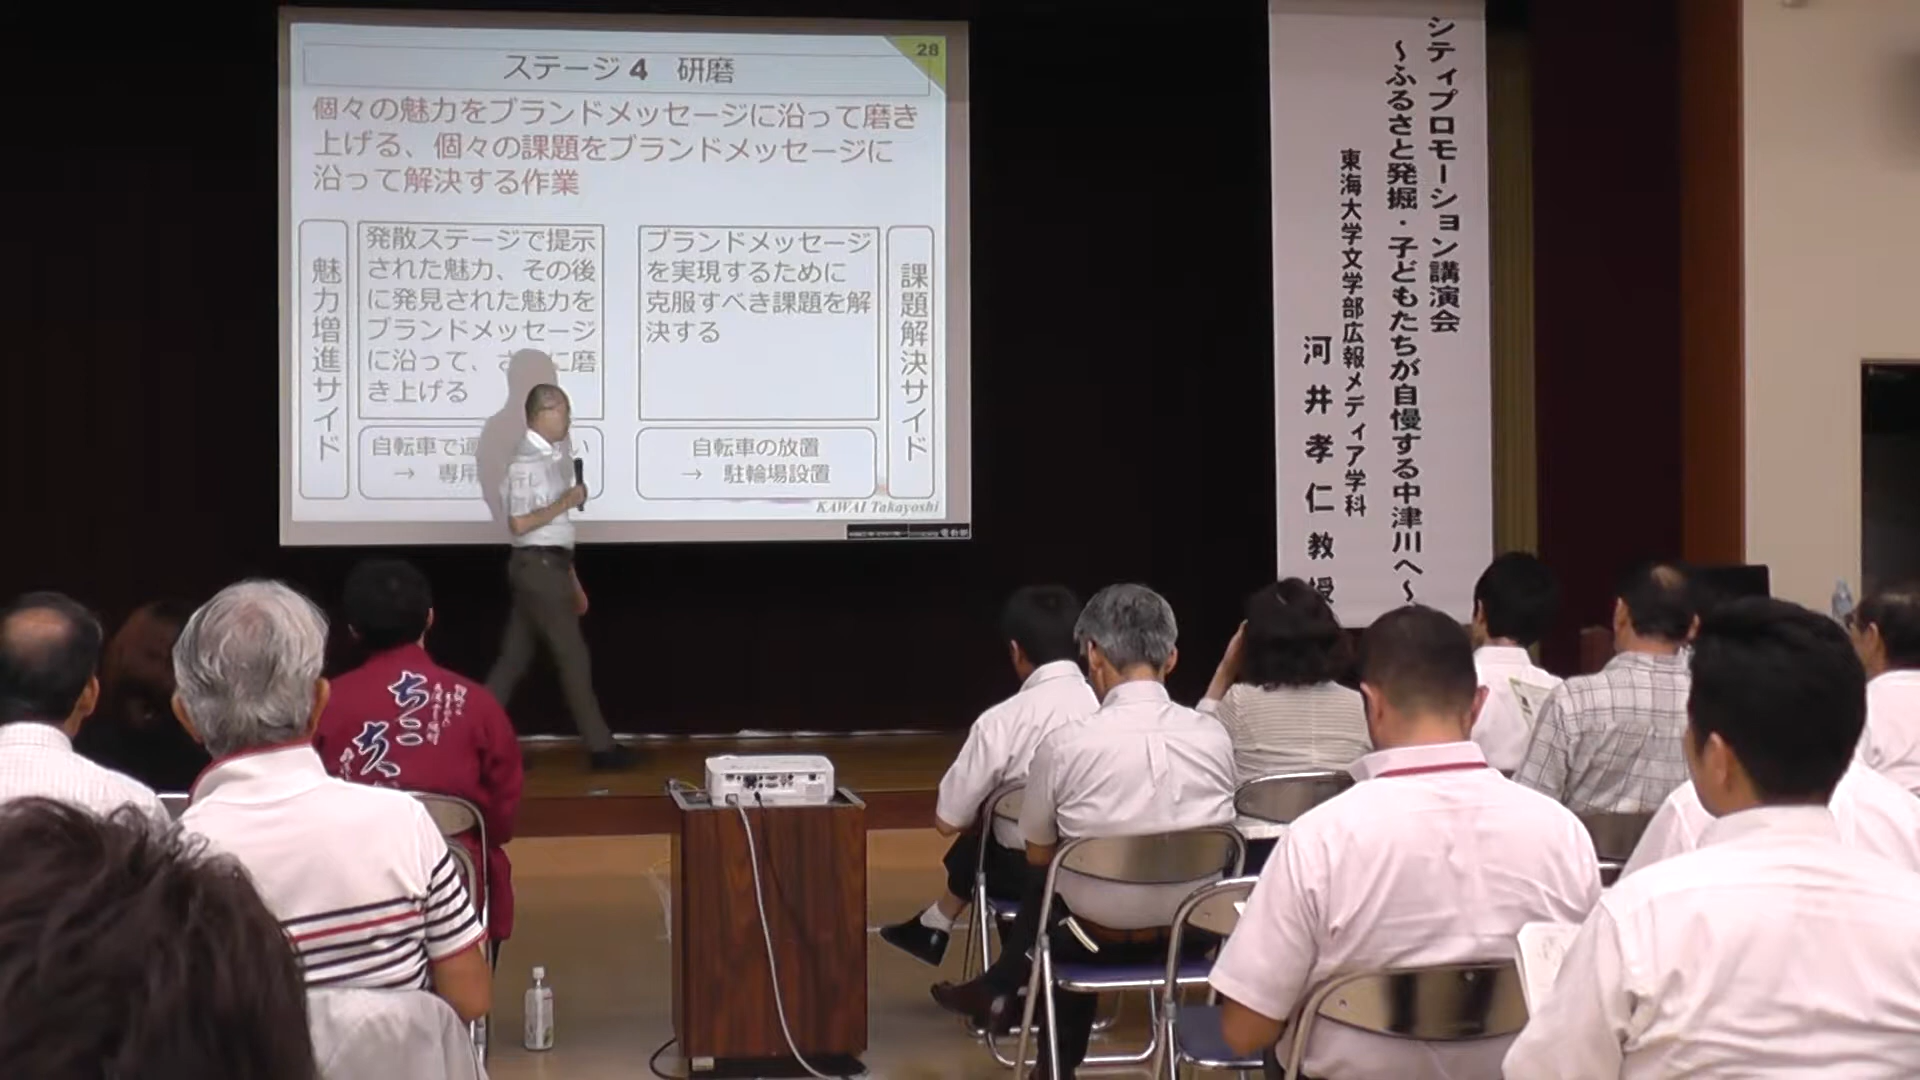 28
ステージ４　研磨
個々の魅力をブランドメッセージに沿って磨き
上げる、個々の課題をブランドメッセージに
沿って解決する作業
魅力増進サイド
発散ステージで提示
された魅力、その後
に発見された魅力を
ブランドメッセージ
に沿って、さ に磨
き上げる
自転車で い
→ 専用
ブランドメッセージ
を実現するために
克服すべき課題を解
決する
自転車の放置
→ 駐輪場設置
課題解決サイド
KAWAI Takayoshi
シティプロモーション講演会
～ふるさと発掘・子どもたちが自慢する中津川へ～
東海大学文学部広報メディア学科
河井孝仁教授